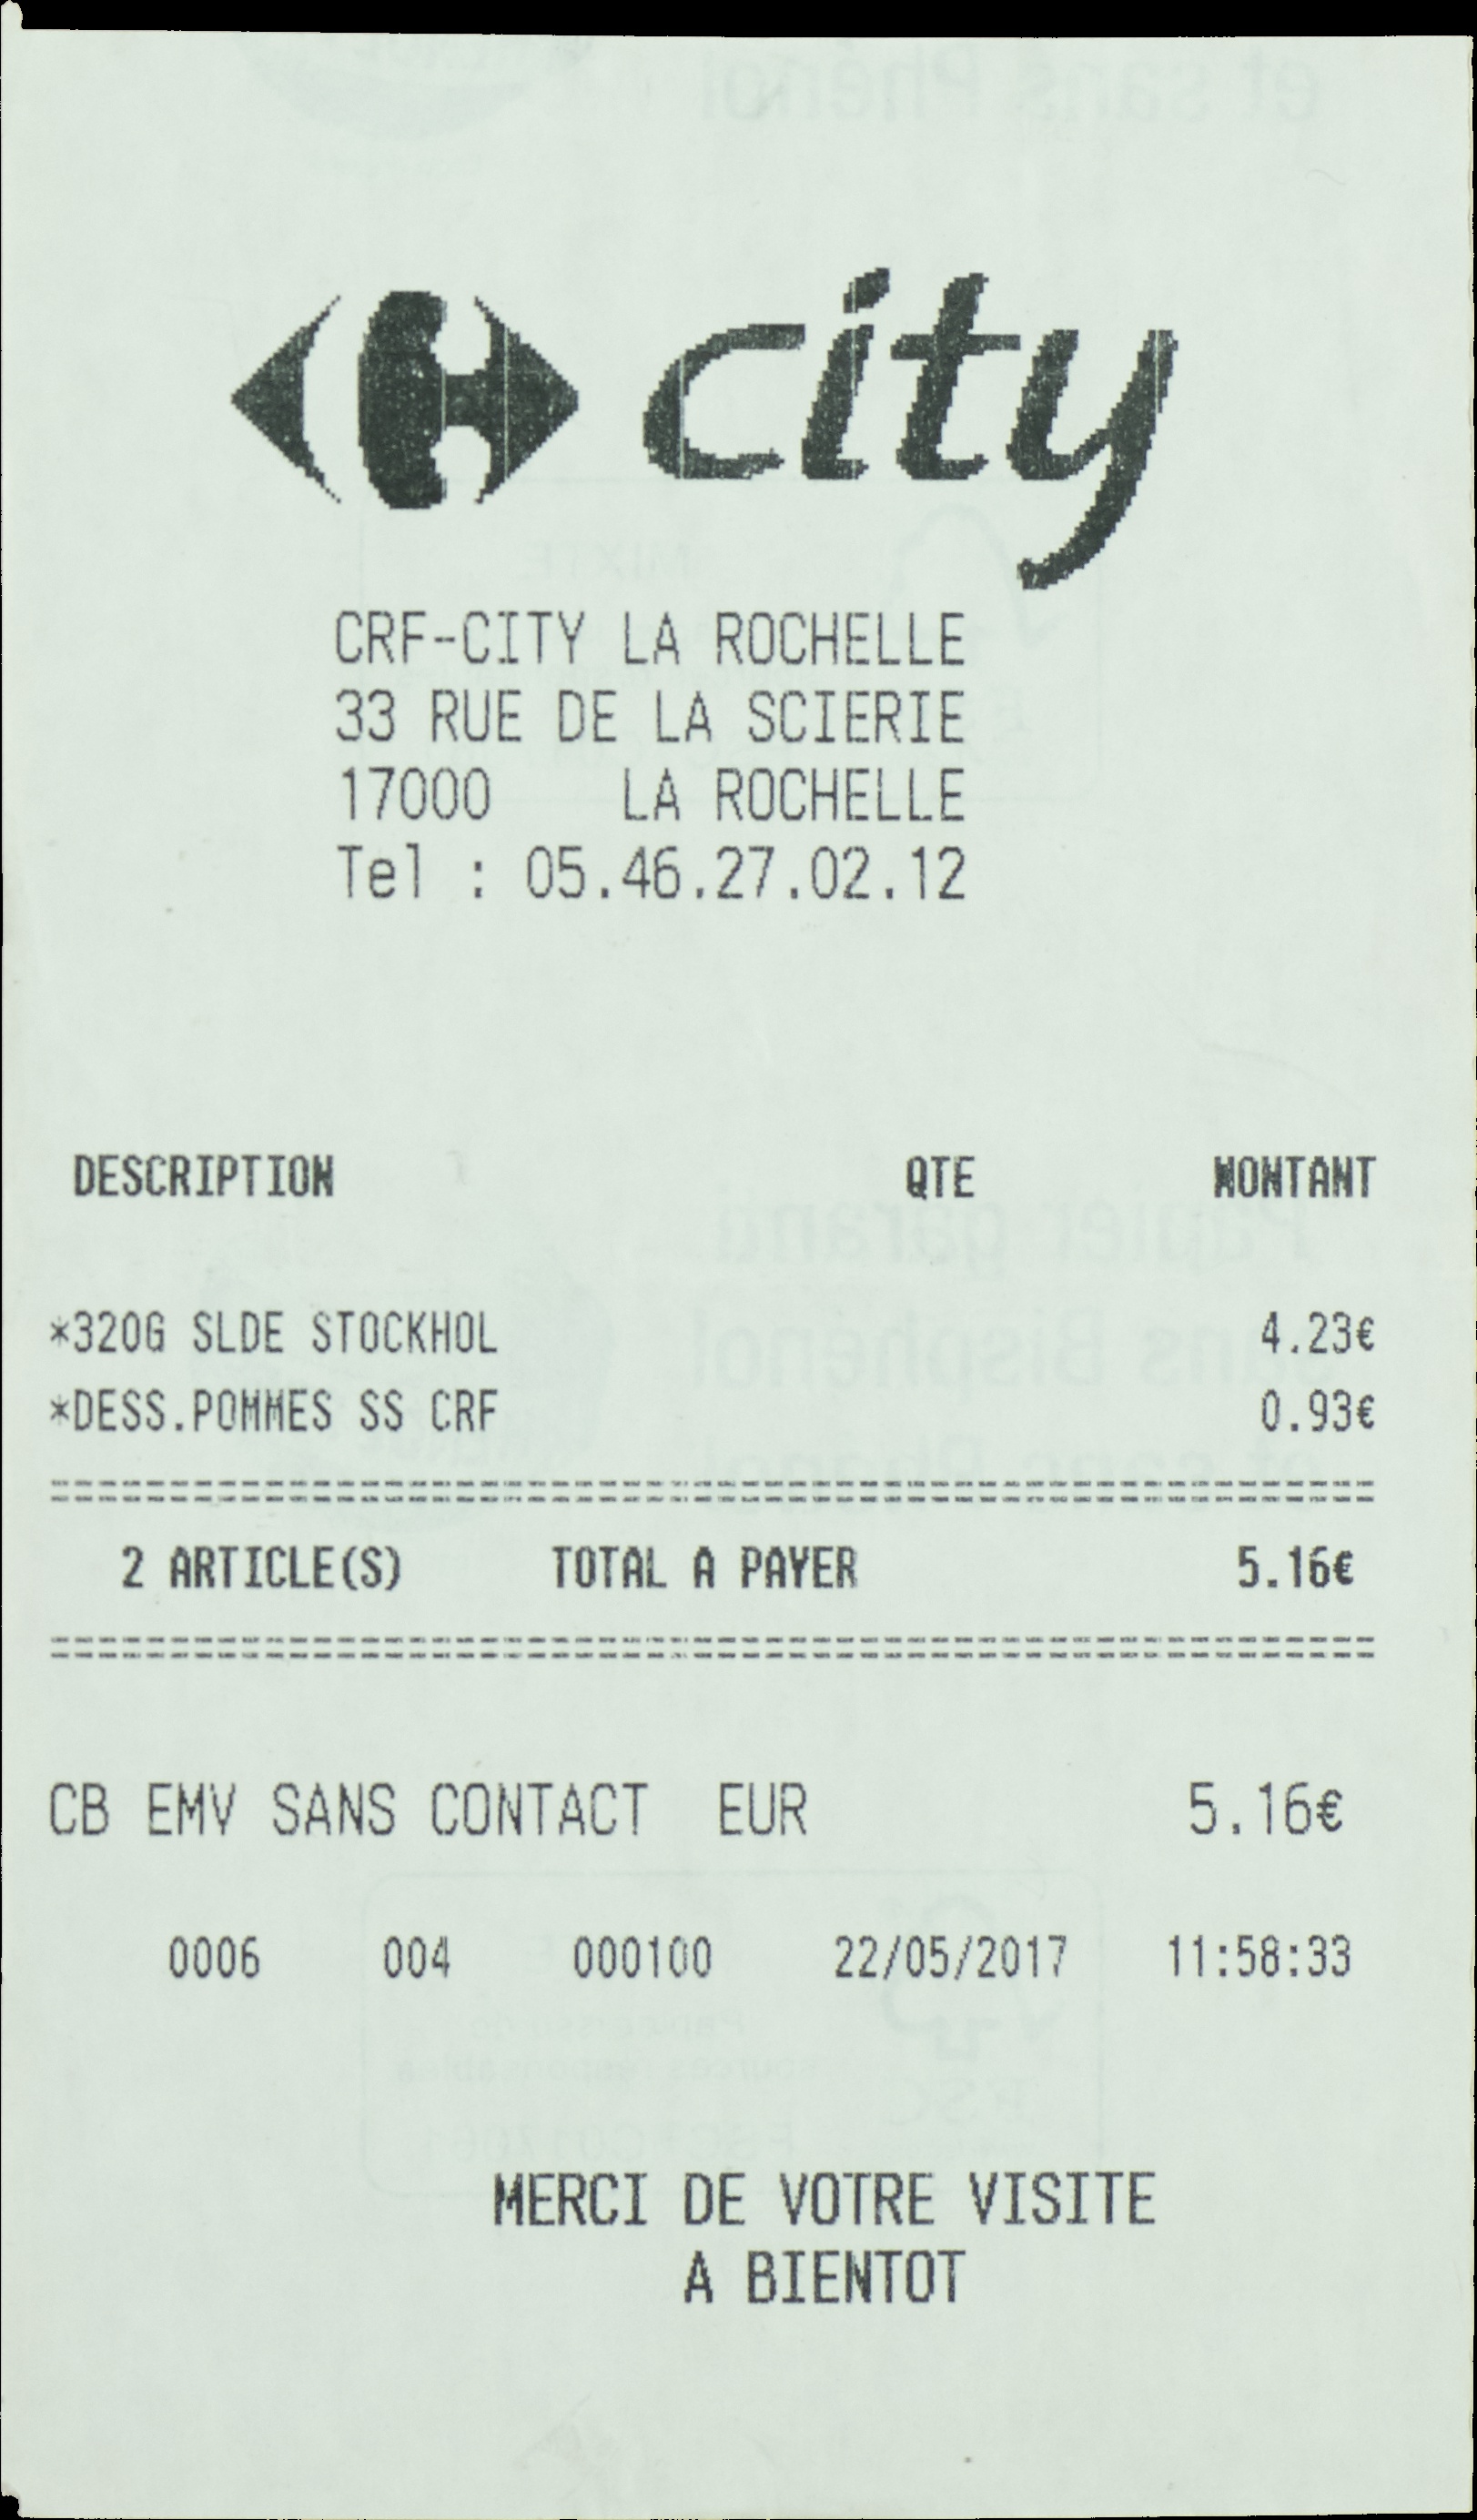 city
CRF-CITY LA ROCHELLE
33 RUE DE LA SCIERIE
17000 LA ROCHELLE
Tel : 05.46.27.02.12
DESCRIPTION QTE MONTANT
*320G SLDE STOCKHOL 4.23€
*DESS.POMMES SS CRF 0.93€
========================================================
2 ARTICLE(S) TOTAL A PAYER 5.16€
========================================================
CB EMV SANS CONTACT EUR 5.16€
0006 004 000100 22/05/2017 11:58:33
MERCI DE VOTRE VISITE
A BIENTOT